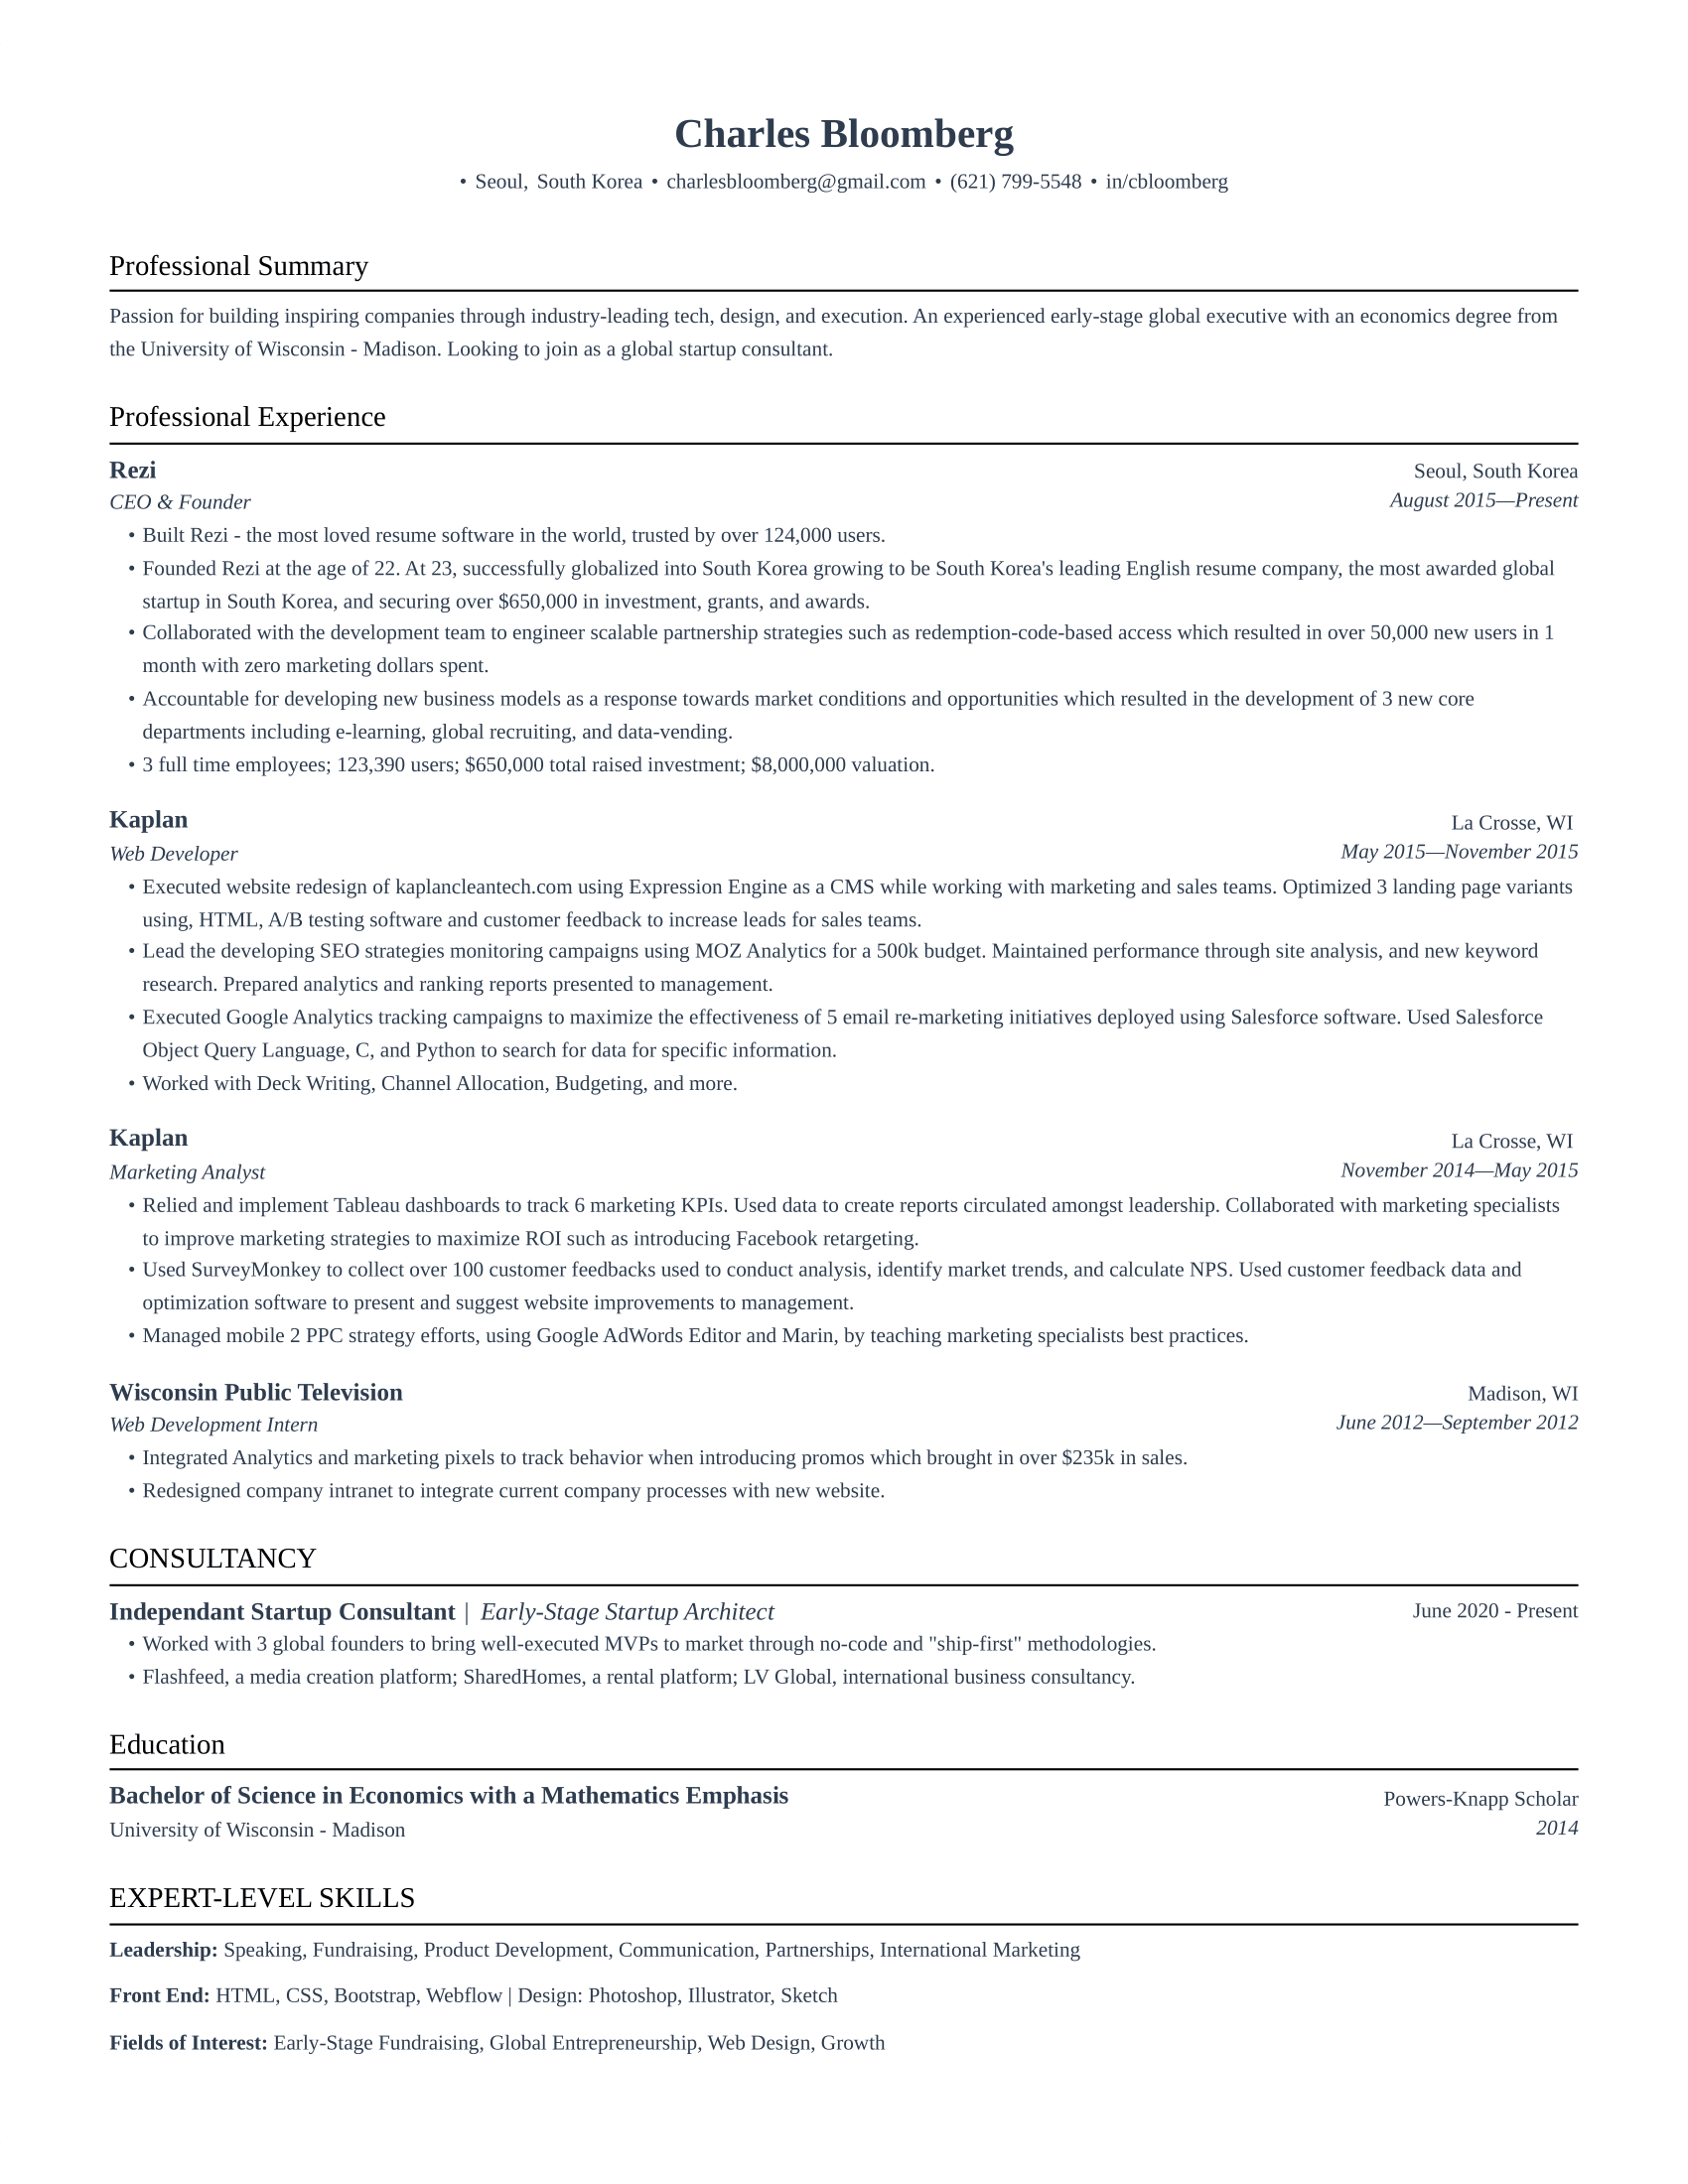 Charles Bloomberg
• Seoul, South Korea • charlesbloomberg@gmail.com • (621) 799-5548 • in/cbloomberg
Professional Summary
Passion for building inspiring companies through industry-leading tech, design, and execution. An experienced early-stage global executive with an economics degree from
the University of Wisconsin - Madison. Looking to join as a global startup consultant.
Professional Experience
Rezi Seoul, South Korea
CEO & Founder August 2015—Present
• Built Rezi - the most loved resume software in the world, trusted by over 124,000 users.
• Founded Rezi at the age of 22. At 23, successfully globalized into South Korea growing to be South Korea's leading English resume company, the most awarded global
startup in South Korea, and securing over $650,000 in investment, grants, and awards.
• Collaborated with the development team to engineer scalable partnership strategies such as redemption-code-based access which resulted in over 50,000 new users in 1
month with zero marketing dollars spent.
• Accountable for developing new business models as a response towards market conditions and opportunities which resulted in the development of 3 new core
departments including e-learning, global recruiting, and data-vending.
• 3 full time employees; 123,390 users; $650,000 total raised investment; $8,000,000 valuation.
Kaplan La Crosse, WI
Web Developer May 2015—November 2015
• Executed website redesign of kaplancleantech.com using Expression Engine as a CMS while working with marketing and sales teams. Optimized 3 landing page variants
using, HTML, A/B testing software and customer feedback to increase leads for sales teams.
• Lead the developing SEO strategies monitoring campaigns using MOZ Analytics for a 500k budget. Maintained performance through site analysis, and new keyword
research. Prepared analytics and ranking reports presented to management.
• Executed Google Analytics tracking campaigns to maximize the effectiveness of 5 email re-marketing initiatives deployed using Salesforce software. Used Salesforce
Object Query Language, C, and Python to search for data for specific information.
• Worked with Deck Writing, Channel Allocation, Budgeting, and more.
Kaplan La Crosse, WI
Marketing Analyst November 2014—May 2015
• Relied and implement Tableau dashboards to track 6 marketing KPIs. Used data to create reports circulated amongst leadership. Collaborated with marketing specialists
to improve marketing strategies to maximize ROI such as introducing Facebook retargeting.
• Used SurveyMonkey to collect over 100 customer feedbacks used to conduct analysis, identify market trends, and calculate NPS. Used customer feedback data and
optimization software to present and suggest website improvements to management.
• Managed mobile 2 PPC strategy efforts, using Google AdWords Editor and Marin, by teaching marketing specialists best practices.
Wisconsin Public Television Madison, WI
Web Development Intern June 2012—September 2012
• Integrated Analytics and marketing pixels to track behavior when introducing promos which brought in over $235k in sales.
• Redesigned company intranet to integrate current company processes with new website.
CONSULTANCY
Independant Startup Consultant | Early-Stage Startup Architect June 2020 - Present
• Worked with 3 global founders to bring well-executed MVPs to market through no-code and "ship-first" methodologies.
• Flashfeed, a media creation platform; SharedHomes, a rental platform; LV Global, international business consultancy.
Education
Bachelor of Science in Economics with a Mathematics Emphasis Powers-Knapp Scholar
University of Wisconsin - Madison 2014
EXPERT-LEVEL SKILLS
Leadership: Speaking, Fundraising, Product Development, Communication, Partnerships, International Marketing
Front End: HTML, CSS, Bootstrap, Webflow | Design: Photoshop, Illustrator, Sketch
Fields of Interest: Early-Stage Fundraising, Global Entrepreneurship, Web Design, Growth